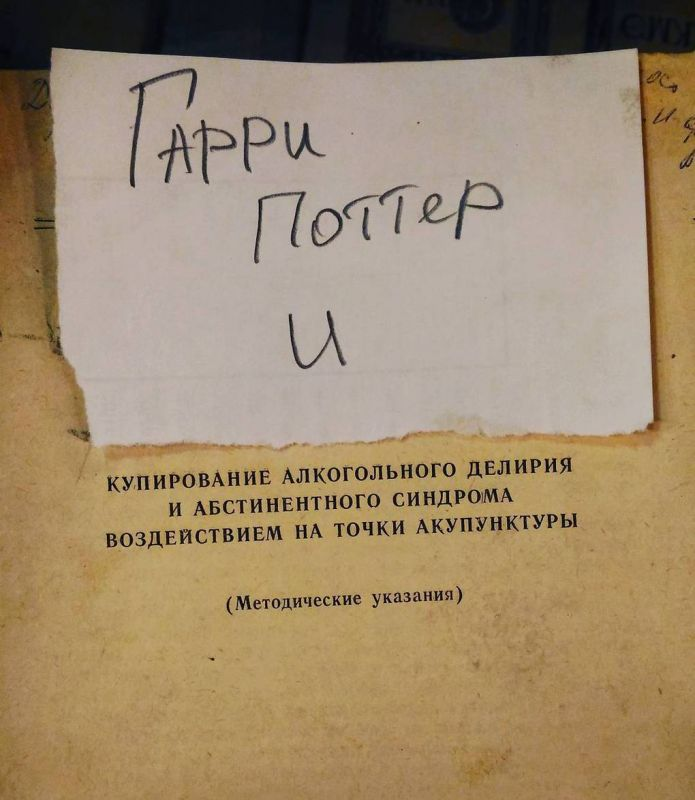 Гарри
Поттер
и
КУПИРОВАНИЕ АЛКОГОЛЬНОГО ДЕЛИРИЯ
И АБСТИНЕНТНОГО СИНДРОМА
ВОЗДЕЙСТВИЕМ НА ТОЧКИ АКУПУНКТУРЫ
(Методические указания)